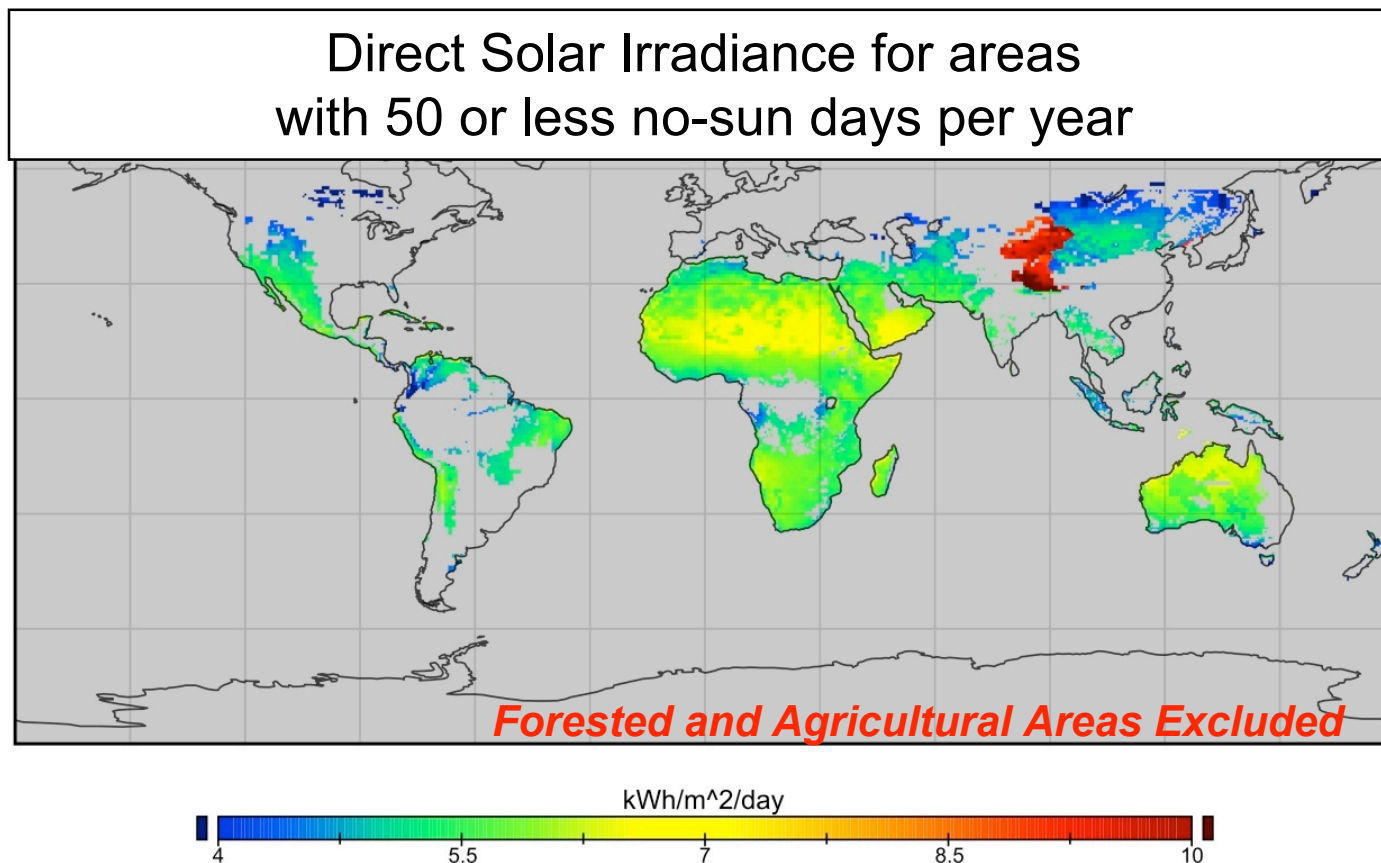 Direct Solar Irradiance for areas
with 50 or less no-sun days per year
Forested and Agricultural Areas Excluded
kWh/m^2/day
4 5.5 7 8.5 10